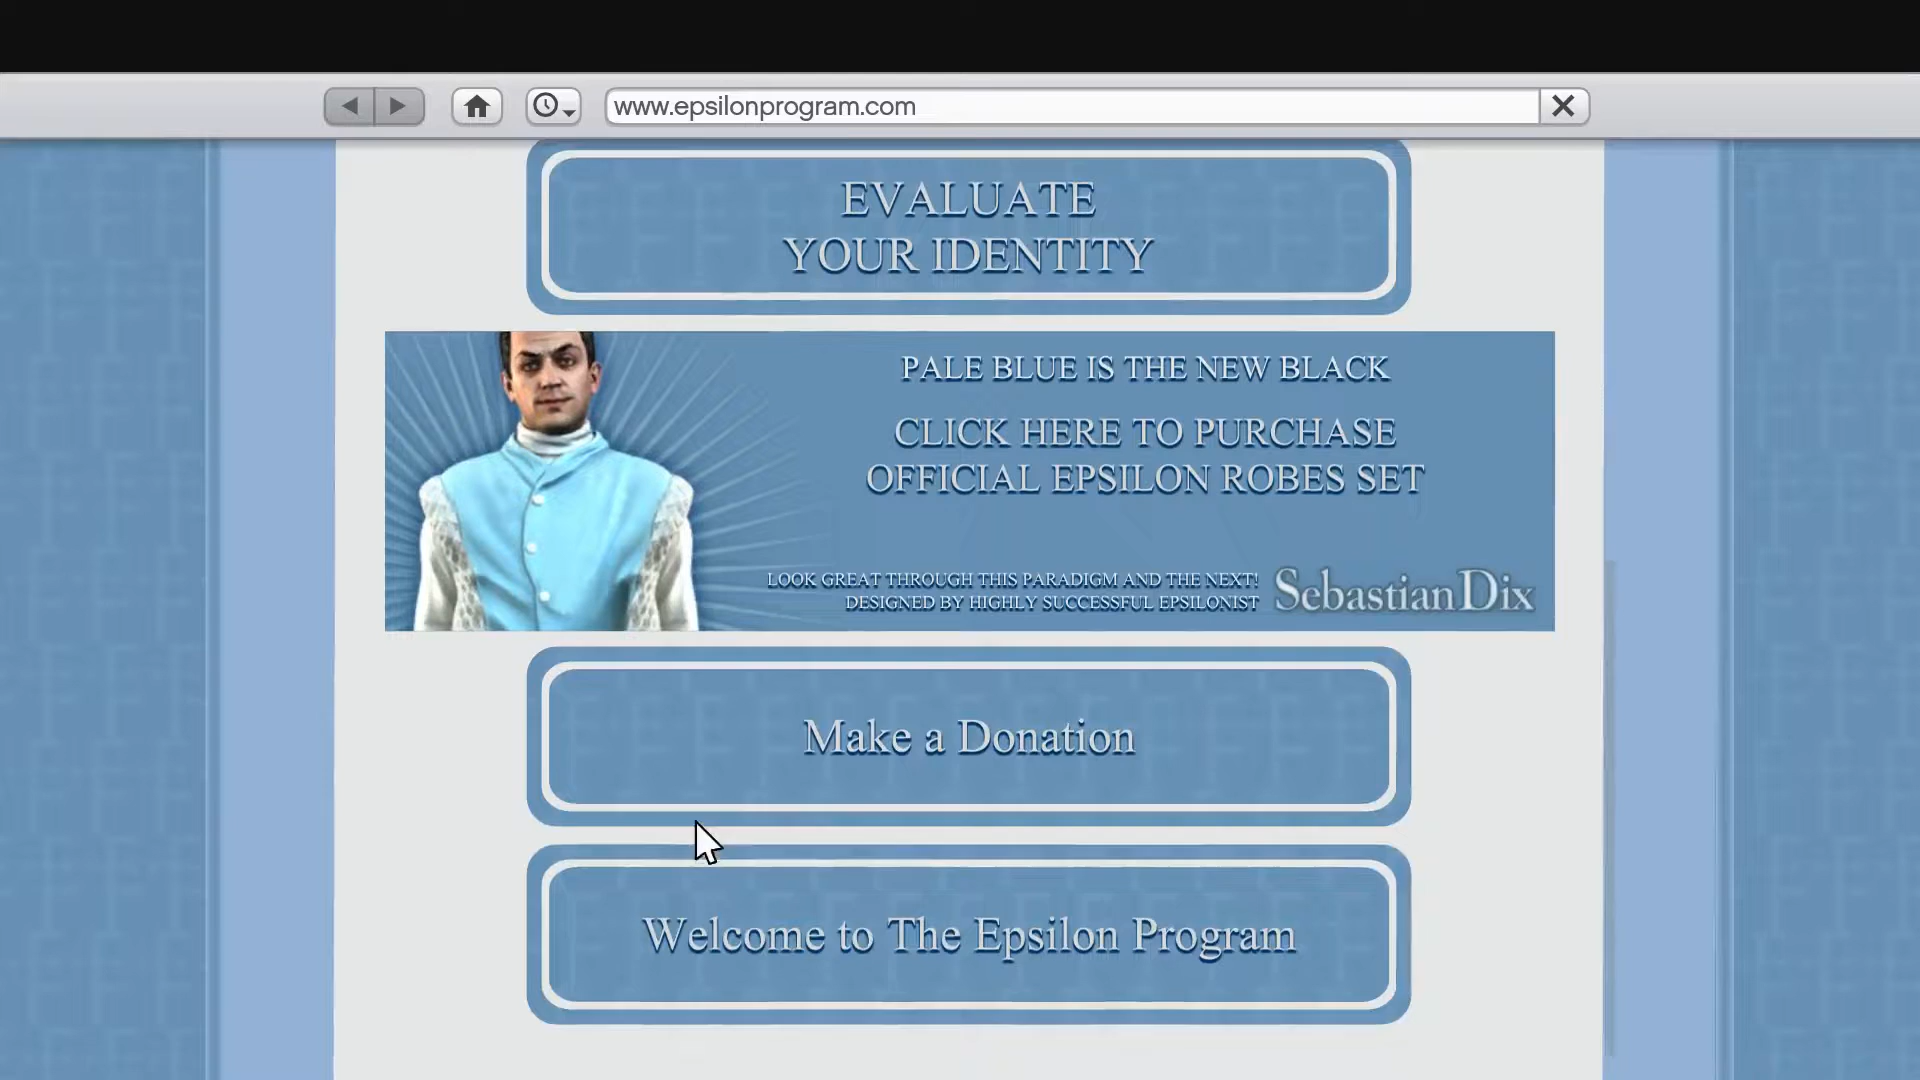 www.epsilonprogram.com
EVALUATE
YOUR IDENTITY
PALE BLUE IS THE NEW BLACK
CLICK HERE TO PURCHASE
OFFICIAL EPSILON ROBES SET
LOOK GREAT THROUGH THIS PARADIGM AND THE NEXT!
DESIGNED BY HIGHLY SUCCESSFUL EPSILONIST
SebastianDix
Make a Donation
Welcome to The Epsilon Program